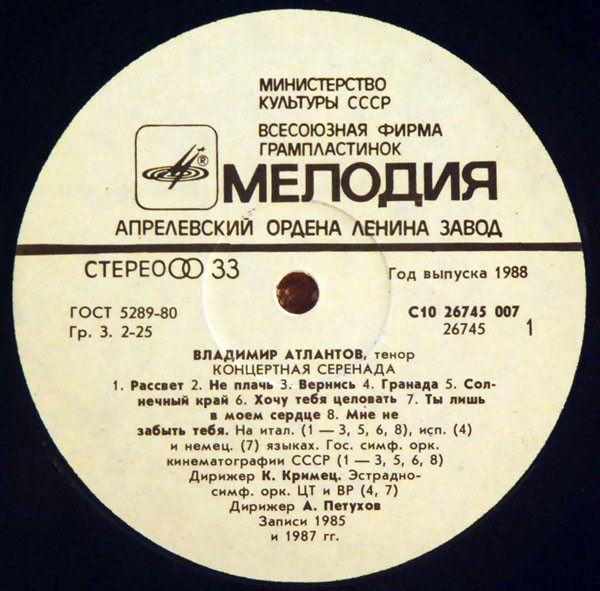 МИНИСТЕРСТВО
КУЛЬТУРЫ СССР
ВСЕСОЮЗНАЯ ФИРМА
ГРАМПЛАСТИНОК
®
МЕЛОДИЯ
АПРЕЛЕВСКИЙ ОРДЕНА ЛЕНИНА ЗАВОД
СТЕРЕО 33
Год выпуска 1988
ГОСТ 5289-80
Гр. 3. 2-25
С10 26745 007
26745 1
ВЛАДИМИР АТЛАНТОВ, тенор
КОНЦЕРТНАЯ СЕРЕНАДА
1. Рассвет 2. Не плачь 3. Вернись 4. Гранада 5. Сол-
нечный край 6. Хочу тебя целовать 7. Ты лишь
в моем сердце 8. Мне не
забыть тебя. На итал. (1 — 3, 5, 6, 8), исп. (4)
и немец. (7) языках. Гос. симф. орк.
кинематографии СССР (1 — 3, 5, 6, 8)
Дирижер К. Кримец. Эстрадно-
симф. орк. ЦТ и ВР (4, 7)
Дирижер А. Петухов
Записи 1985
и 1987 гг.